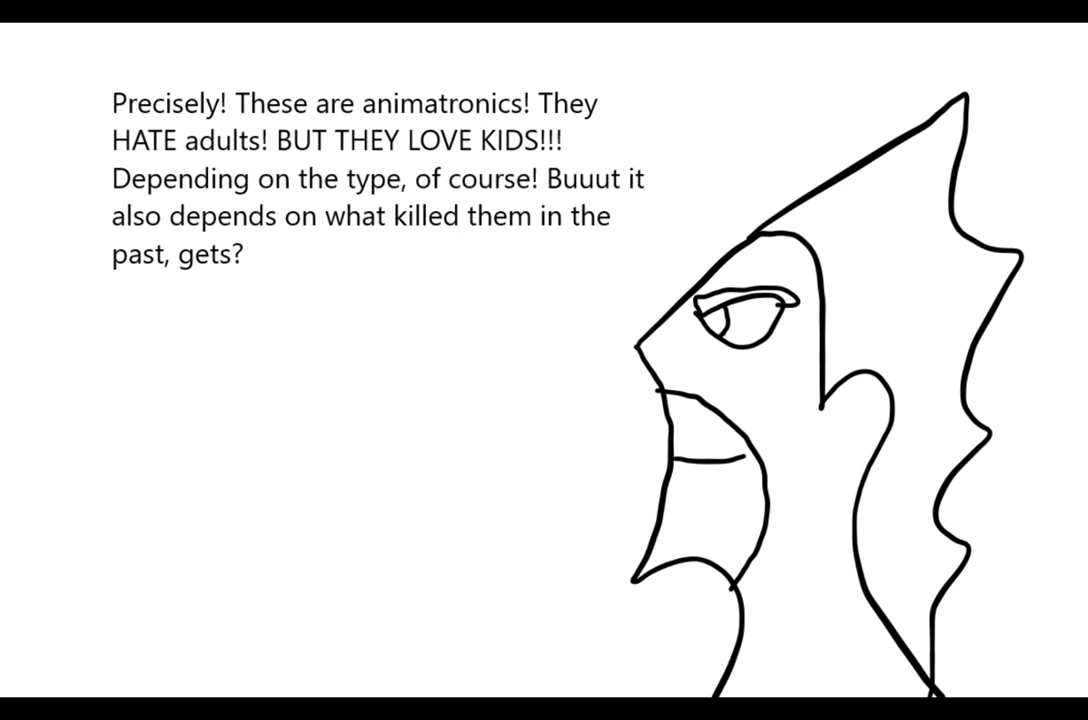 Precisely! These are animatronics! They
HATE adults! BUT THEY LOVE KIDS!!!
Depending on the type, of course! Buuut it
also depends on what killed them in the
past, gets?